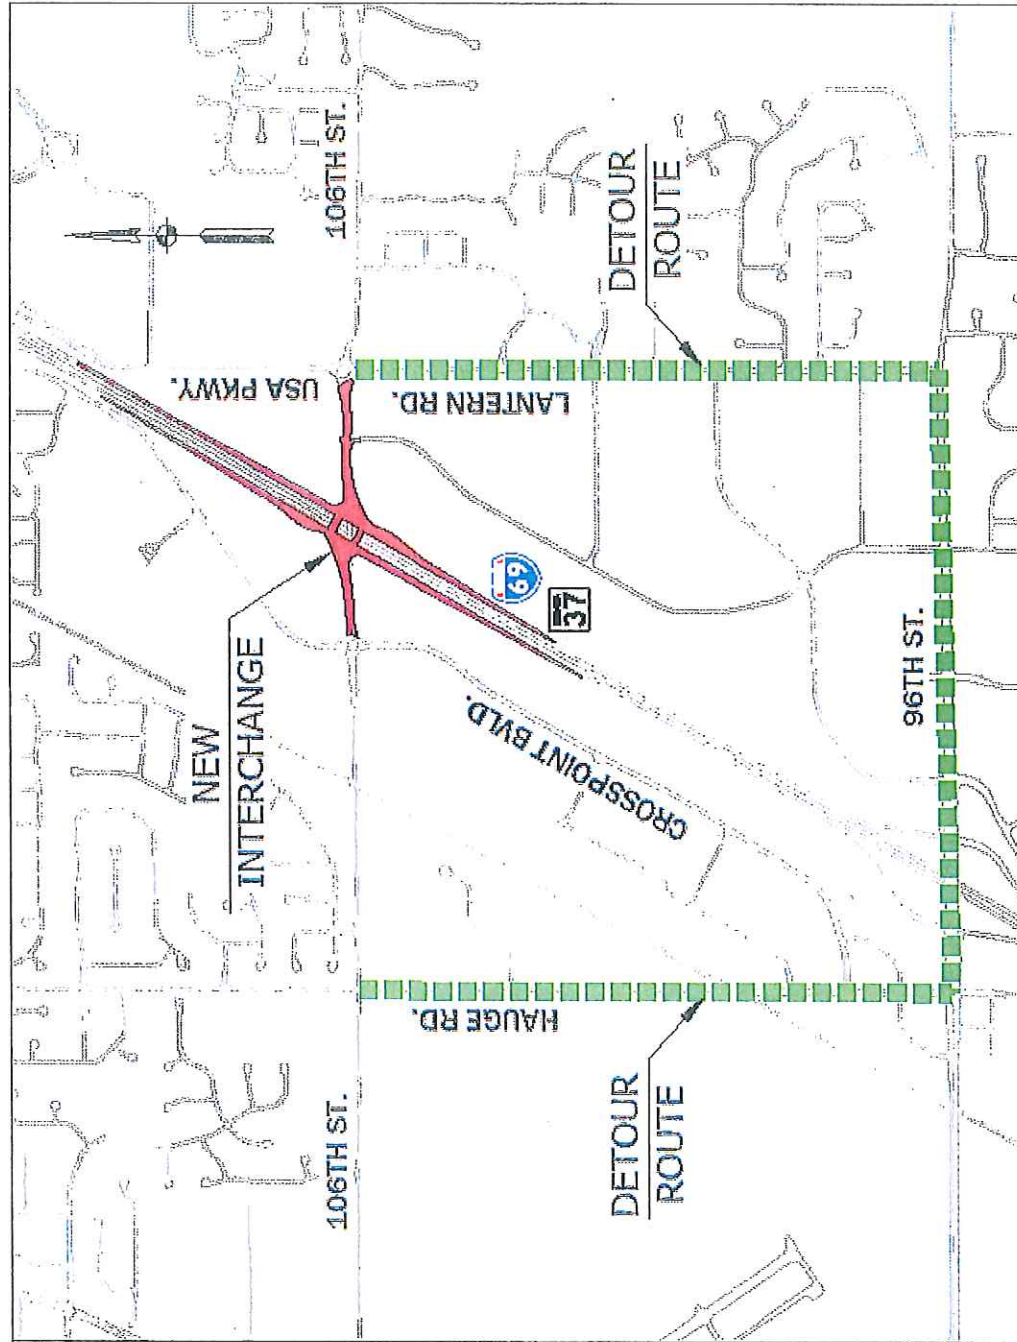 106TH ST.
106TH ST.
NEW
INTERCHANGE
USA PKWY.
69
37
HAUGE RD.
CROSSPOINT BVLD.
LANTERN RD.
DETOUR
ROUTE
DETOUR
ROUTE
96TH ST.